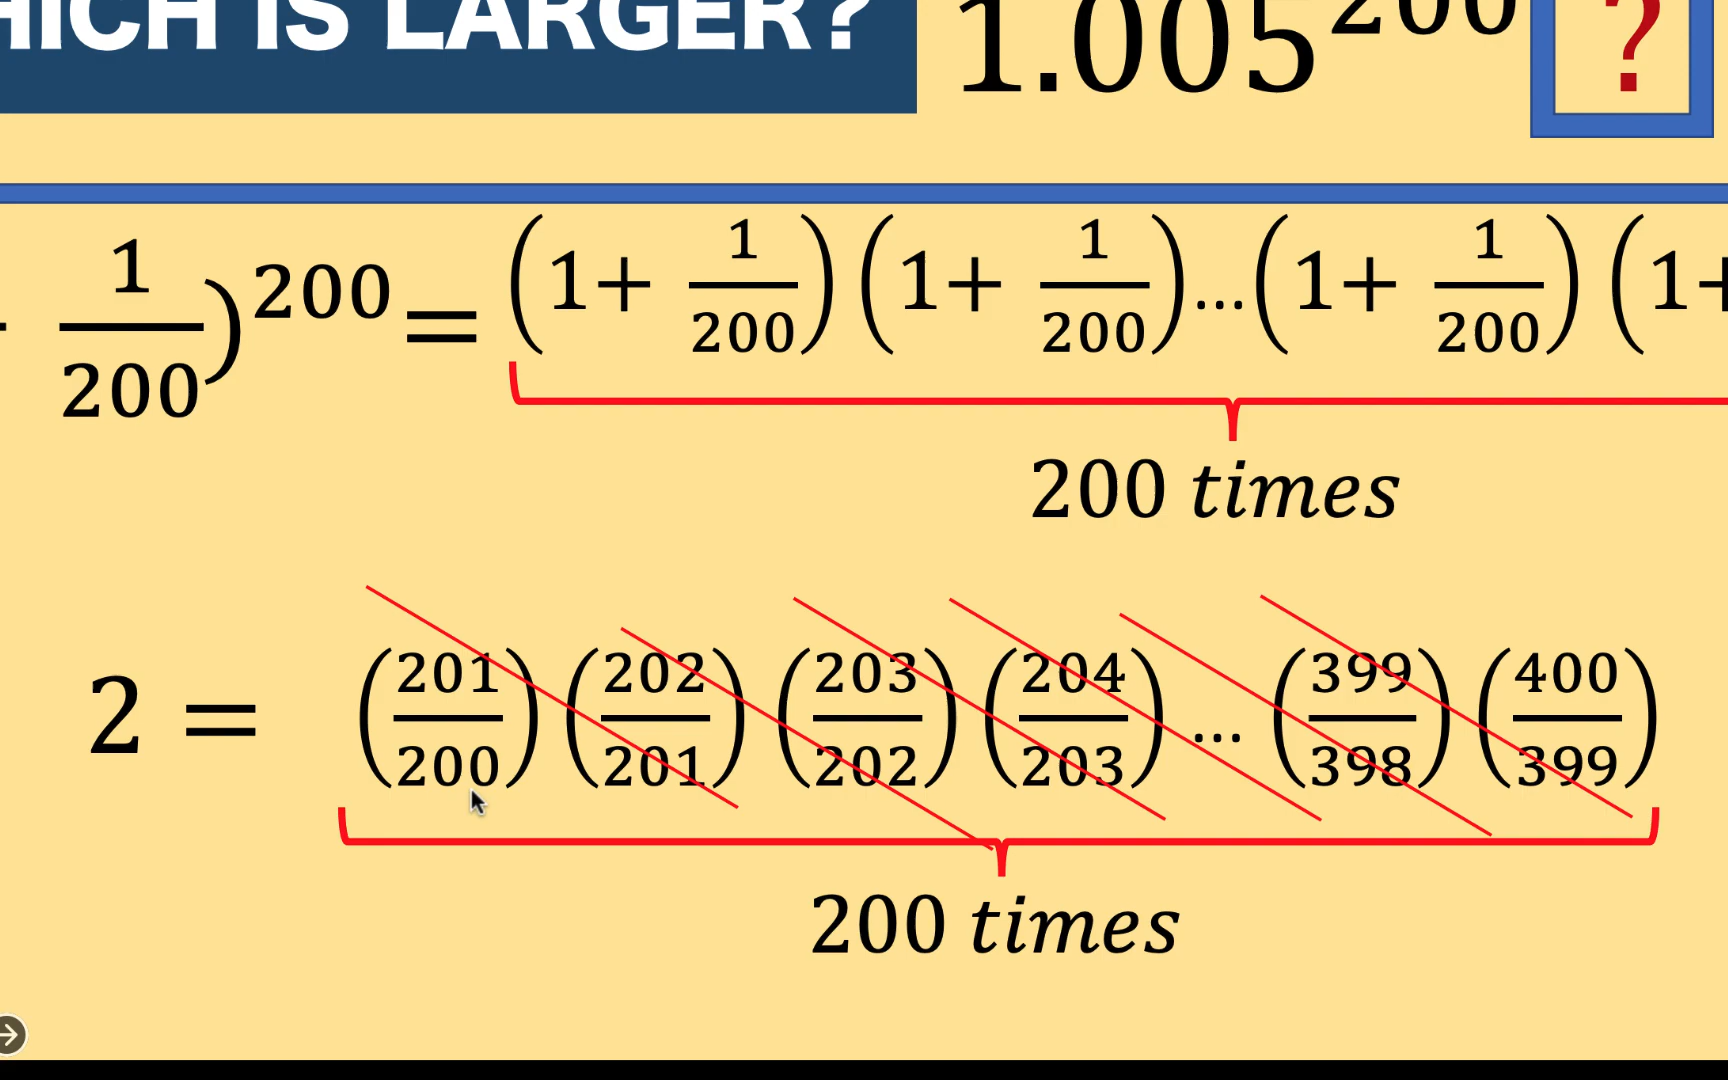 HICH IS LARGER? 1.005^200 ?
1/200)^200 = (1+ 1/200)(1+ 1/200)...(1+ 1/200)(1+
200 times
2 = (201/200)(202/201)(203/202)(204/203)...(399/398)(400/399)
200 times